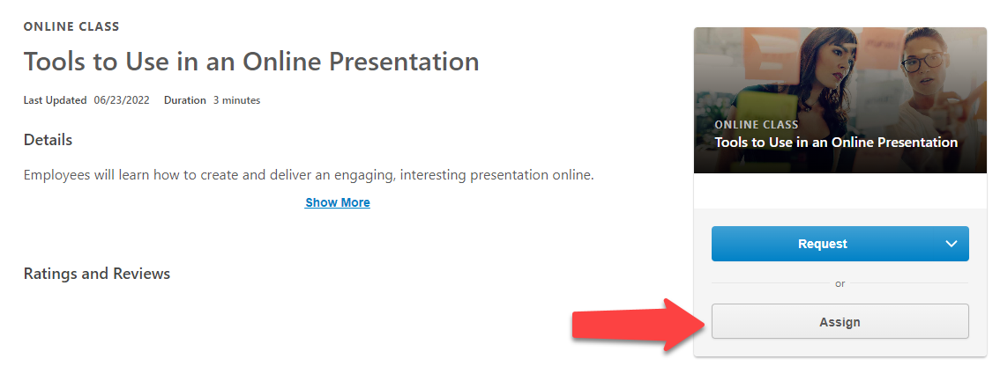 ONLINE CLASS
Tools to Use in an Online Presentation
Last Updated 06/23/2022 Duration 3 minutes
Details
Employees will learn how to create and deliver an engaging, interesting presentation online.
Show More
Ratings and Reviews
ONLINE CLASS
Tools to Use in an Online Presentation
Request
or
Assign